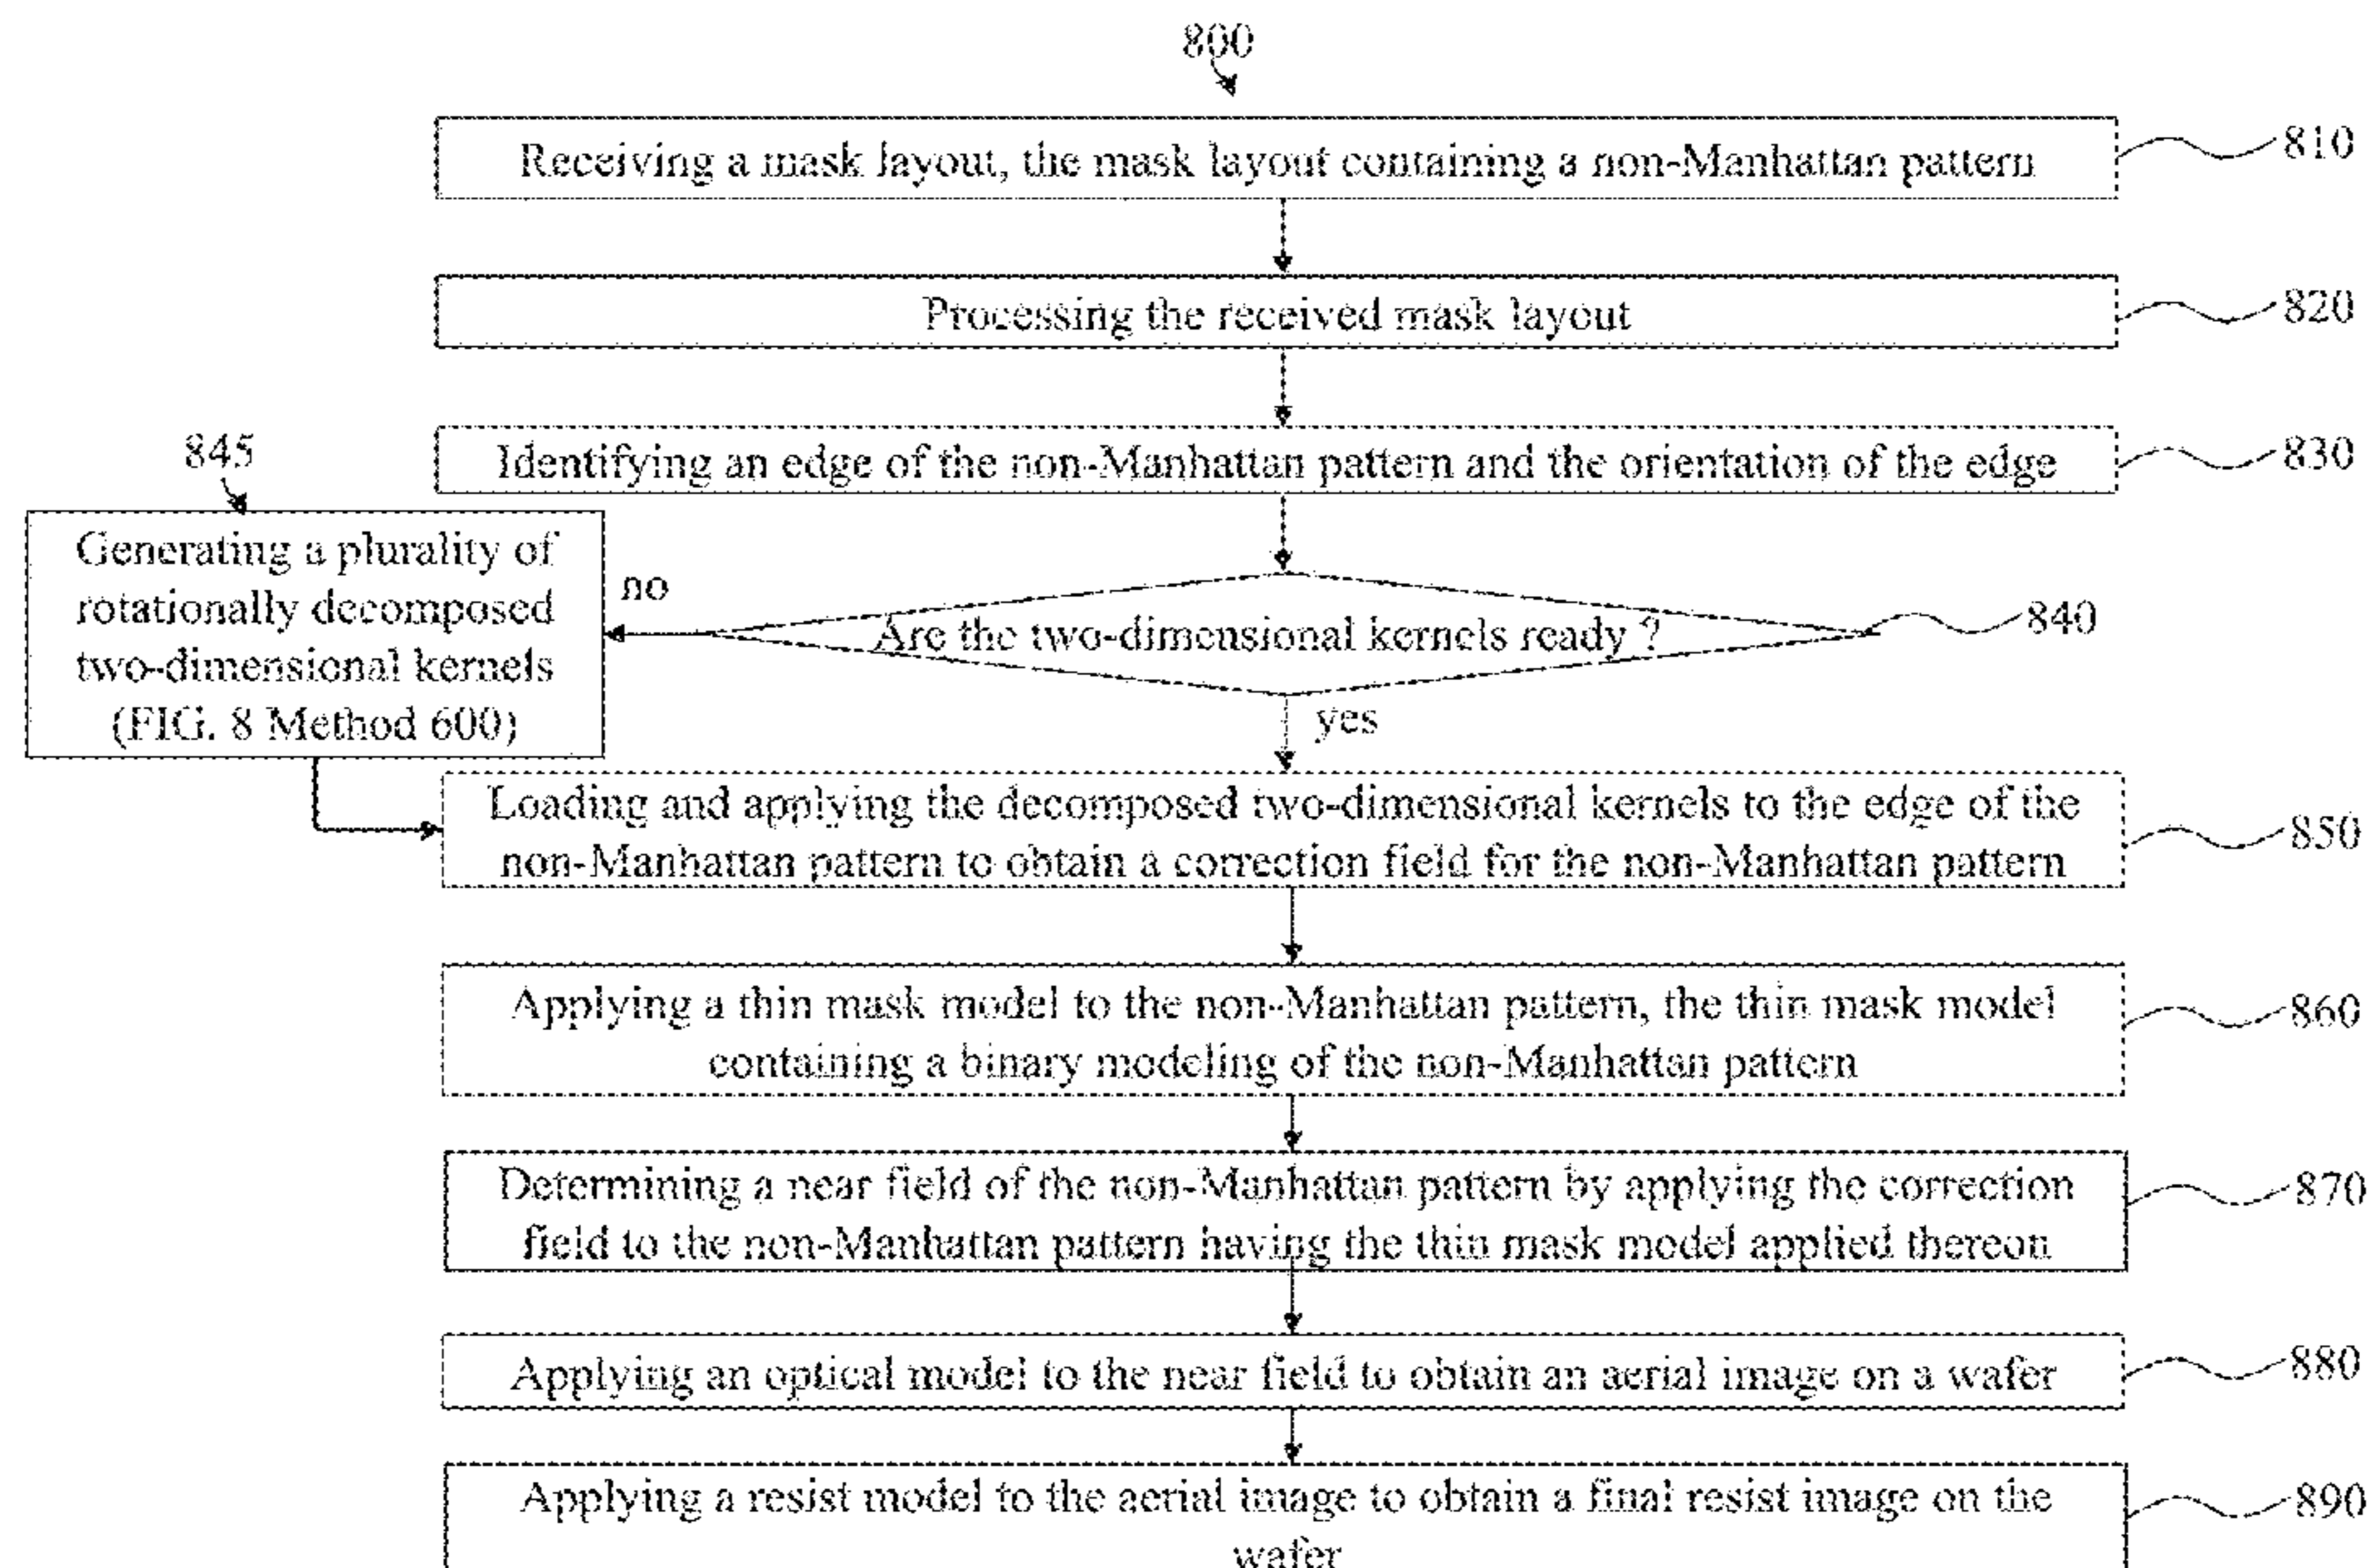 800
Receiving a mask layout, the mask layout containing a non-Manhattan pattern
810
Processing the received mask layout
820
Identifying an edge of the non-Manhattan pattern and the orientation of the edge
830
845
Generating a plurality of
rotationally decomposed
two-dimensional kernels
(FIG. 8 Method 600)
no
Are the two-dimensional kernels ready ?
840
yes
Loading and applying the decomposed two-dimensional kernels to the edge of the
non-Manhattan pattern to obtain a correction field for the non-Manhattan pattern
850
Applying a thin mask model to the non-Manhattan pattern, the thin mask model
containing a binary modeling of the non-Manhattan pattern
860
Determining a near field of the non-Manhattan pattern by applying the correction
field to the non-Manhattan pattern having the thin mask model applied thereon
870
Applying an optical model to the near field to obtain an aerial image on a wafer
880
Applying a resist model to the aerial image to obtain a final resist image on the
wafer
890